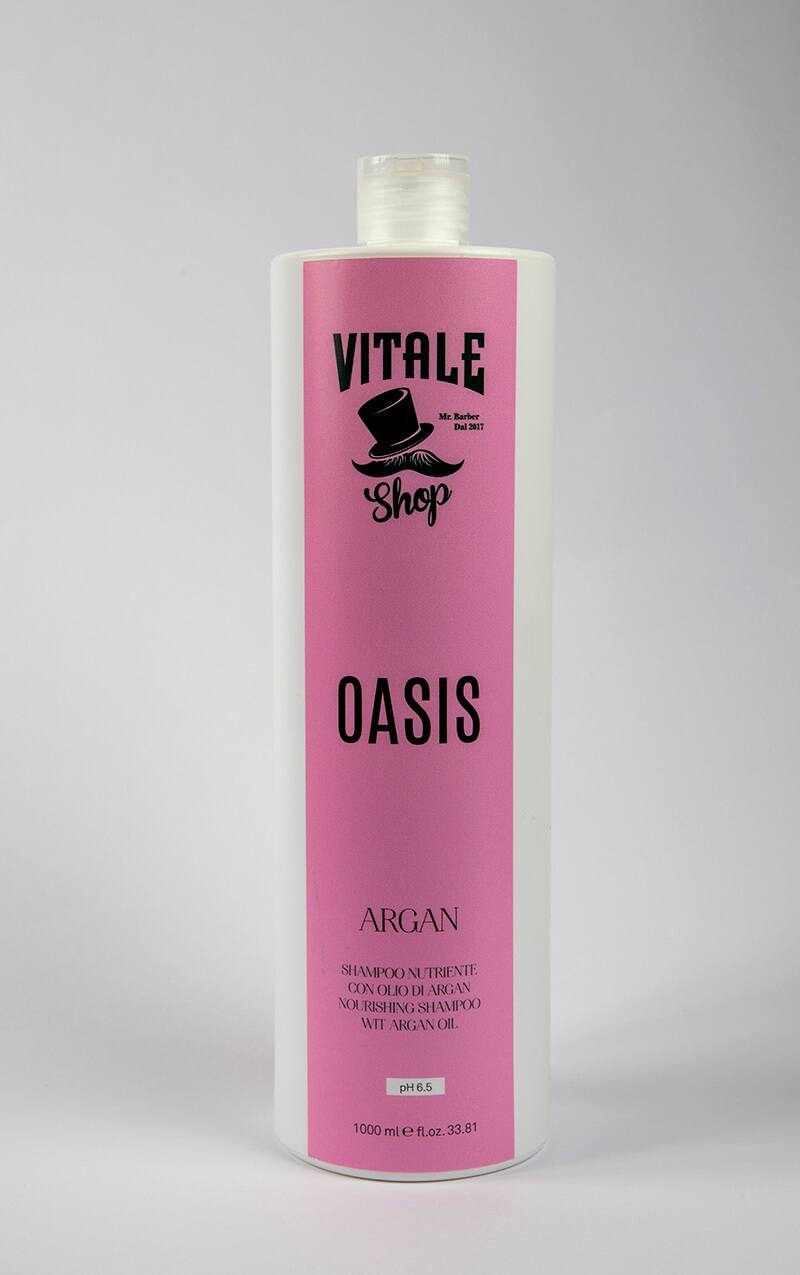 VITALE
Mr. Barber
Dal 2017
Shop
OASIS
ARGAN
SHAMPOO NUTRIENTE
CON OLIO DI ARGAN
NOURISHING SHAMPOO
WIT ARGAN OIL
pH 6.5
1000 ml ℮ fl.oz. 33.81